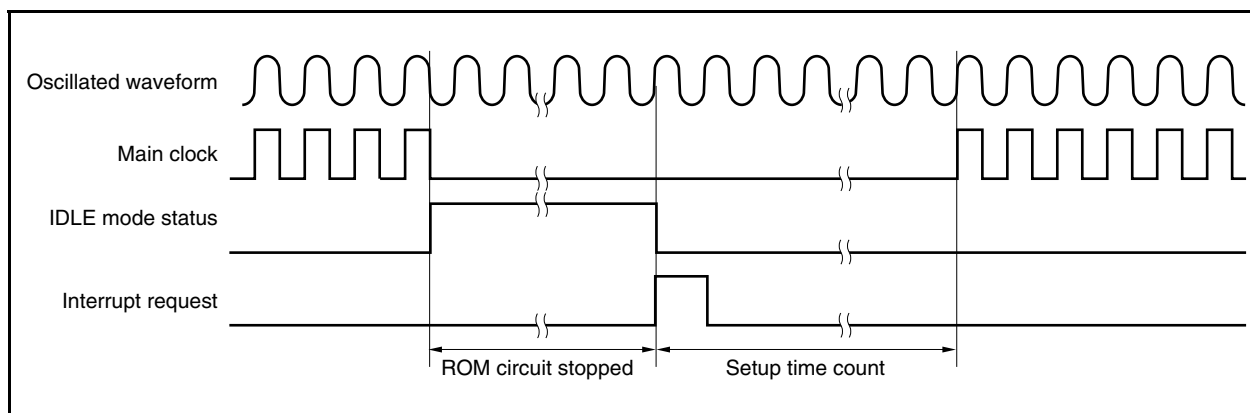 Oscillated waveform
Main clock
IDLE mode status
Interrupt request
ROM circuit stopped
Setup time count